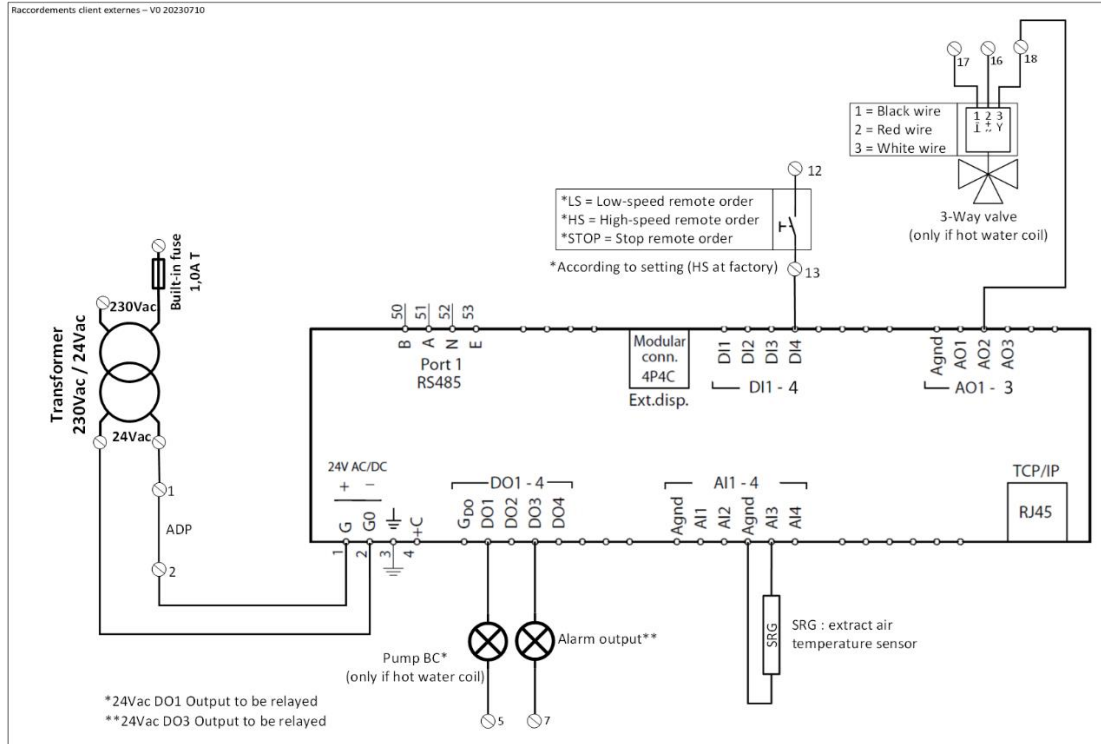 Raccordements client externes – V0 20230710
17
16
18
1 = Black wire
2 = Red wire
3 = White wire
1 2 3
⊥ ± Y
~
3-Way valve
(only if hot water coil)
12
*LS = Low-speed remote order
*HS = High-speed remote order
*STOP = Stop remote order
*According to setting (HS at factory)
13
Built-in fuse
1,0A T
230Vac
Transformer
230Vac / 24Vac
24Vac
1
ADP
2
50 51 52 53
B A N E
Port 1
RS485
Modular
conn.
4P4C
Ext.disp.
DI1 DI2 DI3 DI4
DI1 - 4
Agnd AO1 AO2 AO3
AO1 - 3
24V AC/DC
+ −
G G0 +C
1 2 3 4
DO1 - 4
GDO DO1 DO2 DO3 DO4
AI1 - 4
Agnd AI1 AI2 Agnd AI3 AI4
TCP/IP
RJ45
Pump BC*
(only if hot water coil)
5
Alarm output**
7
SRG
SRG : extract air
temperature sensor
*24Vac DO1 Output to be relayed
**24Vac DO3 Output to be relayed